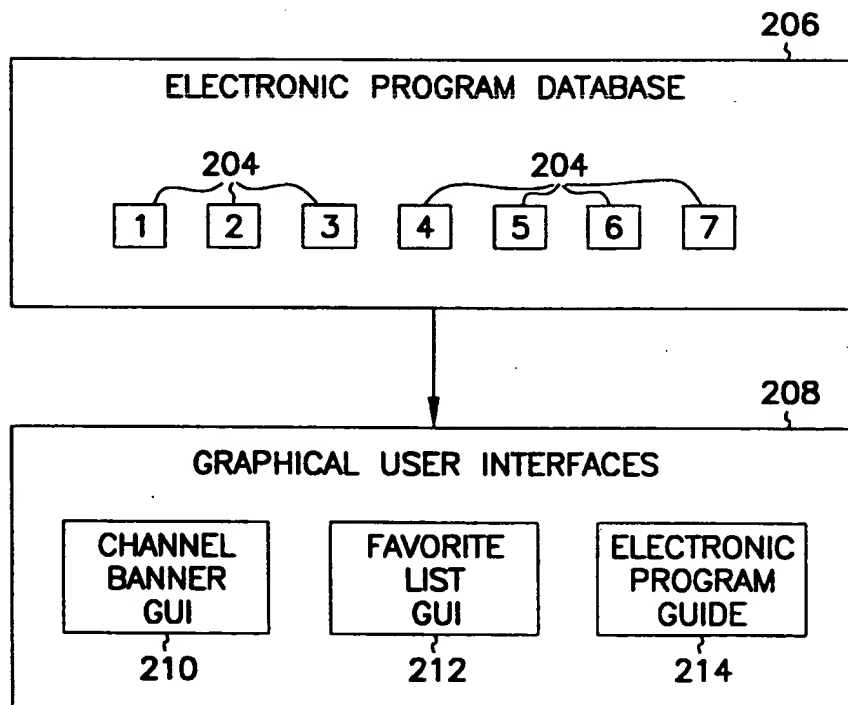 206
ELECTRONIC PROGRAM DATABASE
204 204
1 2 3 4 5 6 7
208
GRAPHICAL USER INTERFACES
CHANNEL
BANNER
GUI
210
FAVORITE
LIST
GUI
212
ELECTRONIC
PROGRAM
GUIDE
214